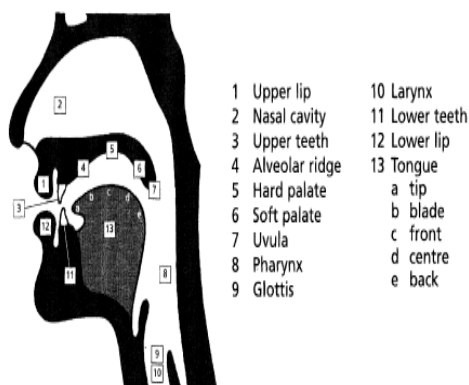 1 Upper lip
2 Nasal cavity
3 Upper teeth
4 Alveolar ridge
5 Hard palate
6 Soft palate
7 Uvula
8 Pharynx
9 Glottis
10 Larynx
11 Lower teeth
12 Lower lip
13 Tongue
a tip
b blade
c front
d centre
e back
2
5
4
6
1
7
3
b c d
a
e
12
13
11
8
9
10